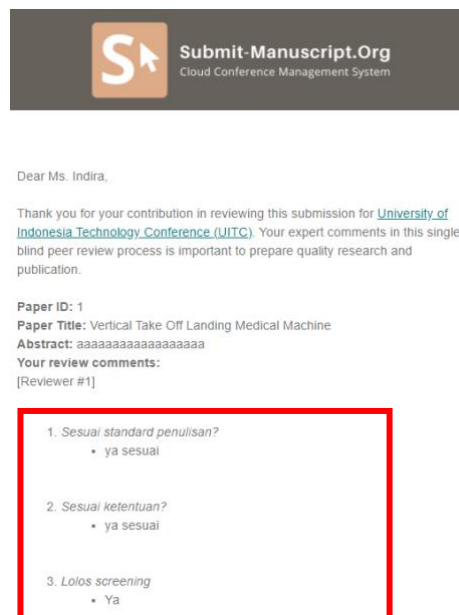 S
Submit-Manuscript.Org
Cloud Conference Management System
Dear Ms. Indira,
Thank you for your contribution in reviewing this submission for University of
Indonesia Technology Conference (UITC). Your expert comments in this single
blind peer review process is important to prepare quality research and
publication.
Paper ID: 1
Paper Title: Vertical Take Off Landing Medical Machine
Abstract: aaaaaaaaaaaaaaaaaa
Your review comments:
[Reviewer #1]
1. Sesuai standard penulisan?
• ya sesuai
2. Sesuai ketentuan?
• ya sesuai
3. Lolos screening
• Ya